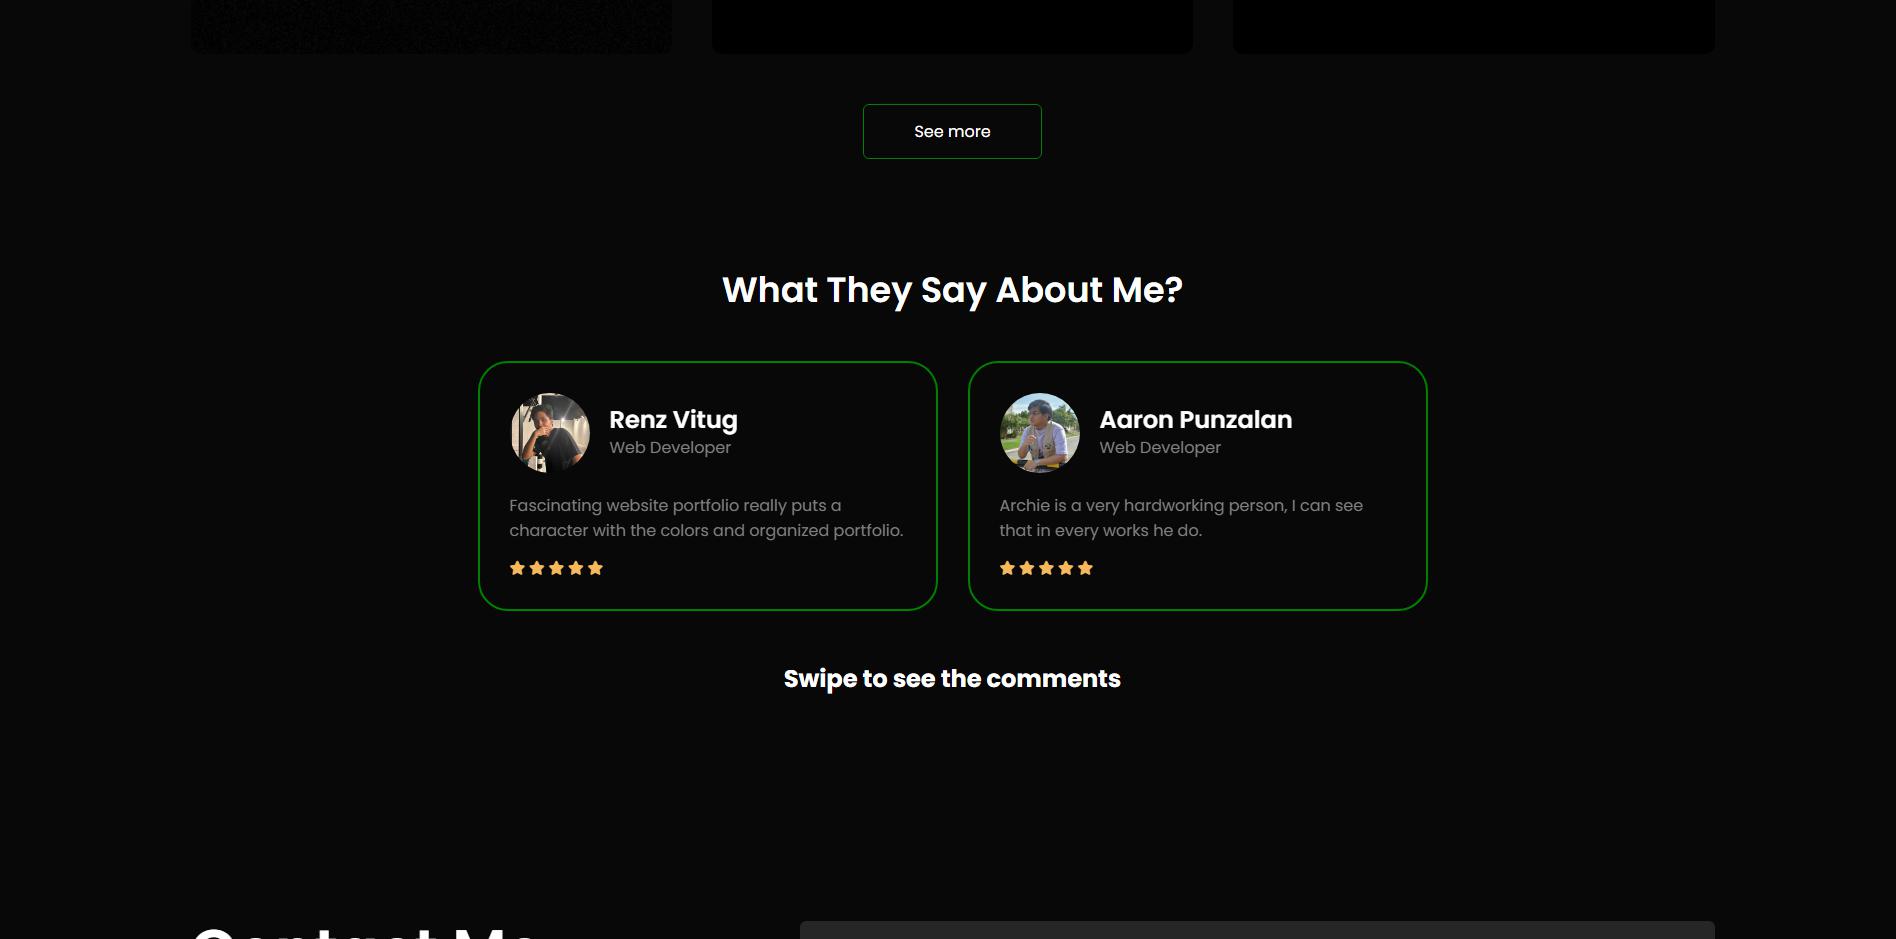 See more
What They Say About Me?
Renz Vitug
Web Developer
Fascinating website portfolio really puts a
character with the colors and organized portfolio.
Aaron Punzalan
Web Developer
Archie is a very hardworking person, I can see
that in every works he do.
Swipe to see the comments
Contact Me